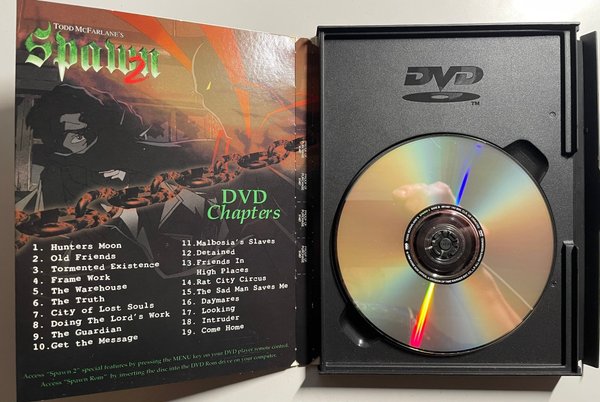 TODD MCFARLANE'S
Spawn
2
DVD
Chapters
1. Hunters Moon
2. Old Friends
3. Tormented Existence
4. Frame Work
5. The Warehouse
6. The Truth
7. City of Lost Souls
8. Doing The Lord's Work
9. The Guardian
10.Get the Message
11.Malbosia's Slaves
12.Detained
13.Friends In
High Places
14.Rat City Circus
15.The Sad Man Saves Me
16. Daymares
17. Looking
18. Intruder
19. Come Home
Access "Spawn 2" special features by pressing the MENU key on your DVD player remote control.
Access "Spawn Rom" by inserting the disc into the DVD Rom drive on your computer.
DVD
TM